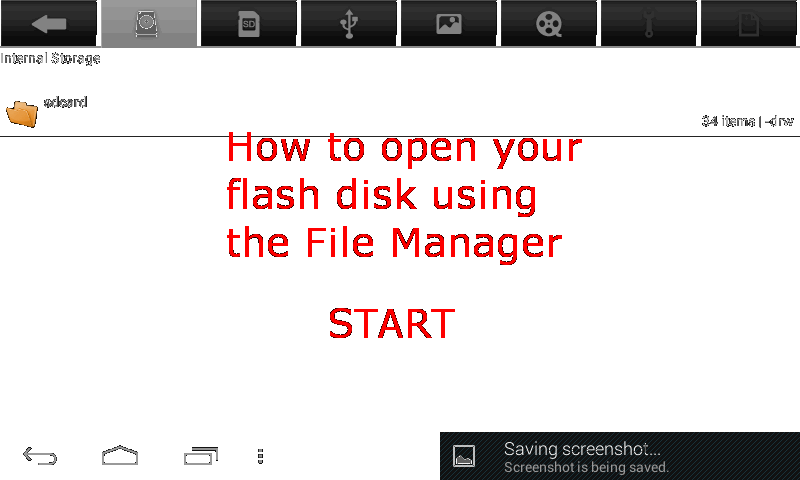 SD
Internal Storage
sdcard
34 items | -drw
How to open your
flash disk using
the File Manager
START
Saving screenshot...
Screenshot is being saved.